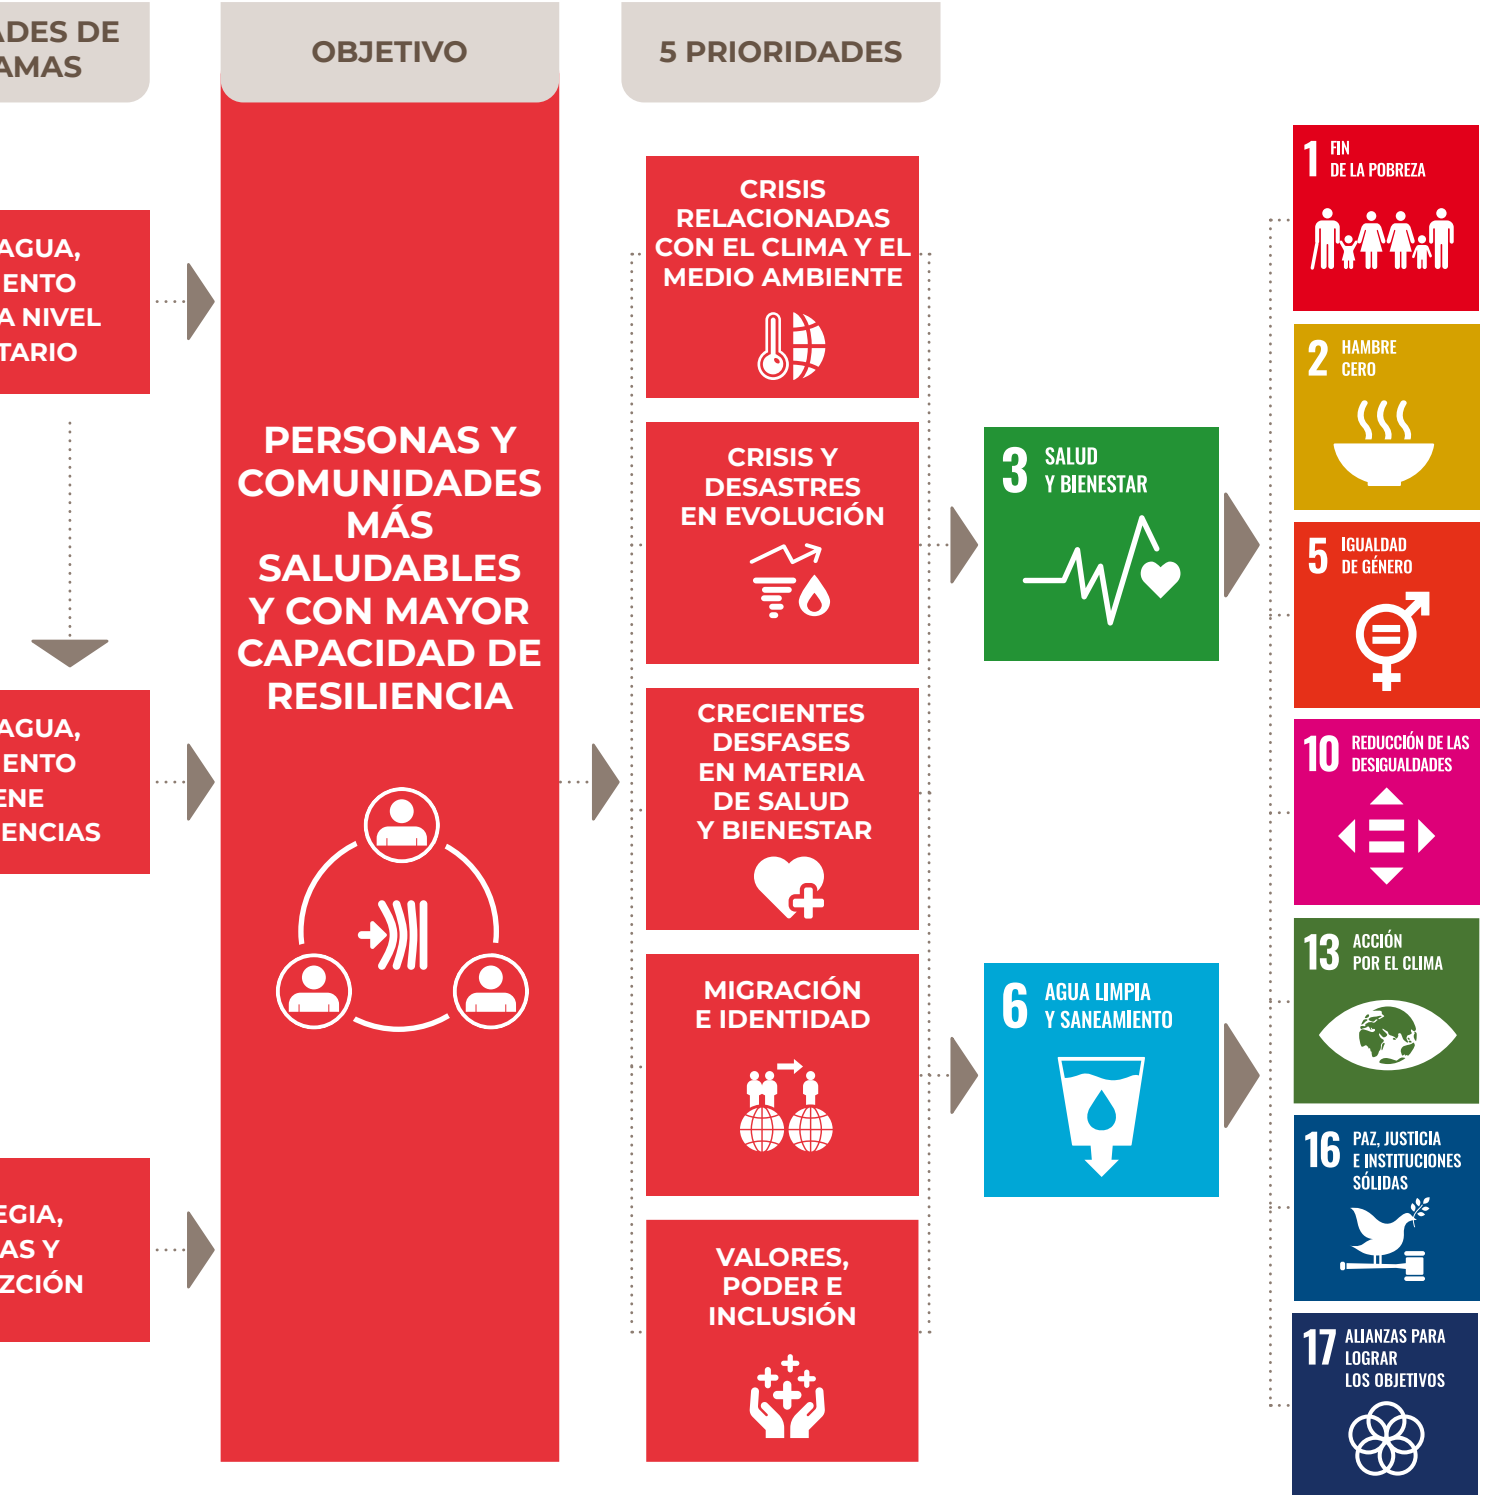 ADES DE
AMAS
AGUA,
IENTO
A NIVEL
TARIO
AGUA,
IENTO
ENE
ENCIAS
EGIA,
AS Y
ZCIÓN
OBJETIVO
PERSONAS Y
COMUNIDADES
MÁS
SALUDABLES
Y CON MAYOR
CAPACIDAD DE
RESILIENCIA
5 PRIORIDADES
CRISIS
RELACIONADAS
CON EL CLIMA Y EL
MEDIO AMBIENTE
CRISIS Y
DESASTRES
EN EVOLUCIÓN
CRECIENTES
DESFASES
EN MATERIA
DE SALUD
Y BIENESTAR
MIGRACIÓN
E IDENTIDAD
VALORES,
PODER E
INCLUSIÓN
3 SALUD
Y BIENESTAR
6 AGUA LIMPIA
Y SANEAMIENTO
1 FIN
DE LA POBREZA
2 HAMBRE
CERO
5 IGUALDAD
DE GÉNERO
10 REDUCCIÓN DE LAS
DESIGUALDADES
13 ACCIÓN
POR EL CLIMA
16 PAZ, JUSTICIA
E INSTITUCIONES
SÓLIDAS
17 ALIANZAS PARA
LOGRAR
LOS OBJETIVOS